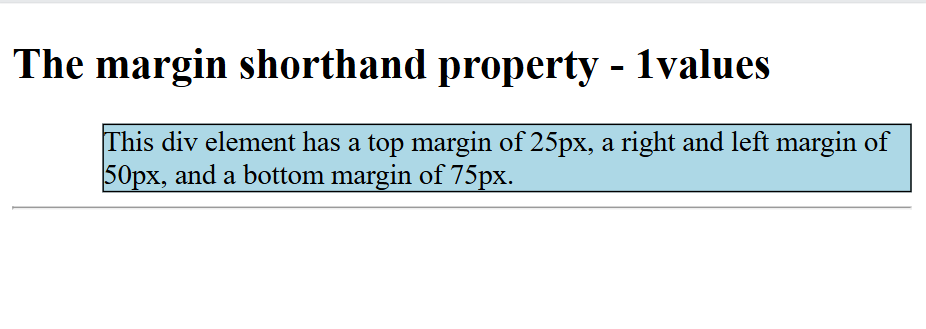 The margin shorthand property - 1values
This div element has a top margin of 25px, a right and left margin of
50px, and a bottom margin of 75px.